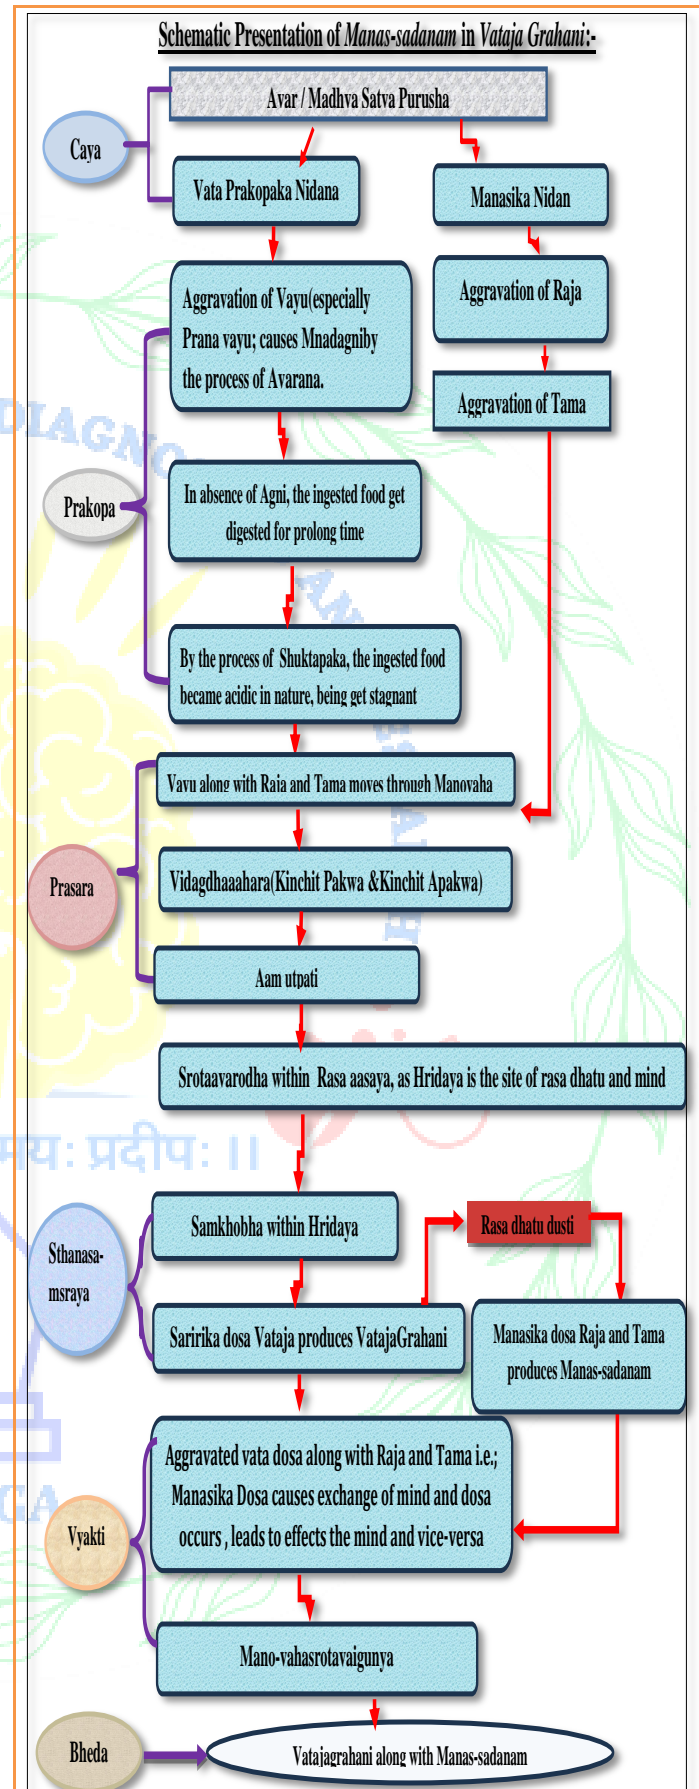 Schematic Presentation of Manas-sadanam in Vataja Grahani:-
Avar / Madhva Satva Purusha
Caya
Vata Prakopaka Nidana
Manasika Nidan
Aggravation of Vayu(especially
Prana vayu; causes Mnadagniby
the process of Avarana.
Aggravation of Raja
Aggravation of Tama
Prakopa
In absence of Agni, the ingested food get
digested for prolong time
By the process of Shuktapaka, the ingested food
became acidic in nature, being get stagnant
Vayu along with Raja and Tama moves through Manovaha
Prasara
Vidagdhaaahara(Kinchit Pakwa &Kinchit Apakwa)
Aam utpati
Srotaavarodha within Rasa aasaya, as Hridaya is the site of rasa dhatu and mind
प्रदीपः ।।
Sthanasa-
msraya
Samkhobha within Hridaya
Rasa dhatu dusti
Saririka dosa Vataja produces VatajaGrahani
Manasika dosa Raja and Tama
produces Manas-sadanam
Vyakti
Aggravated vata dosa along with Raja and Tama i.e.;
Manasika Dosa causes exchange of mind and dosa
occurs , leads to effects the mind and vice-versa
Mano-vahasrotavaigunya
Bheda
Vatajagrahani along with Manas-sadanam